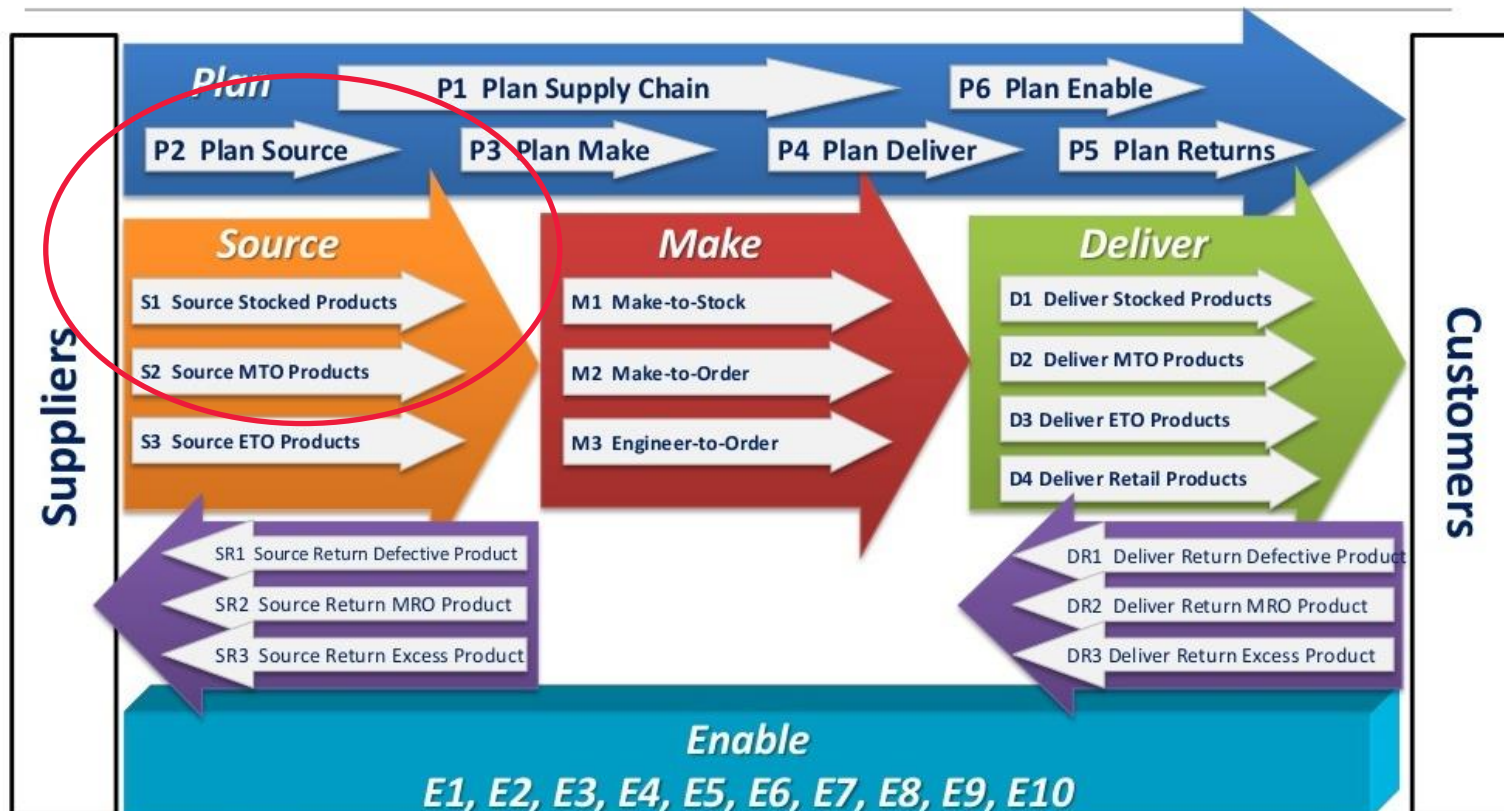 Suppliers
Plan
P1 Plan Supply Chain
P6 Plan Enable
P2 Plan Source
P3 Plan Make
P4 Plan Deliver
P5 Plan Returns
Source
S1 Source Stocked Products
S2 Source MTO Products
S3 Source ETO Products
Make
M1 Make-to-Stock
M2 Make-to-Order
M3 Engineer-to-Order
Deliver
D1 Deliver Stocked Products
D2 Deliver MTO Products
D3 Deliver ETO Products
D4 Deliver Retail Products
Customers
SR1 Source Return Defective Product
SR2 Source Return MRO Product
SR3 Source Return Excess Product
DR1 Deliver Return Defective Product
DR2 Deliver Return MRO Product
DR3 Deliver Return Excess Product
Enable
E1, E2, E3, E4, E5, E6, E7, E8, E9, E10